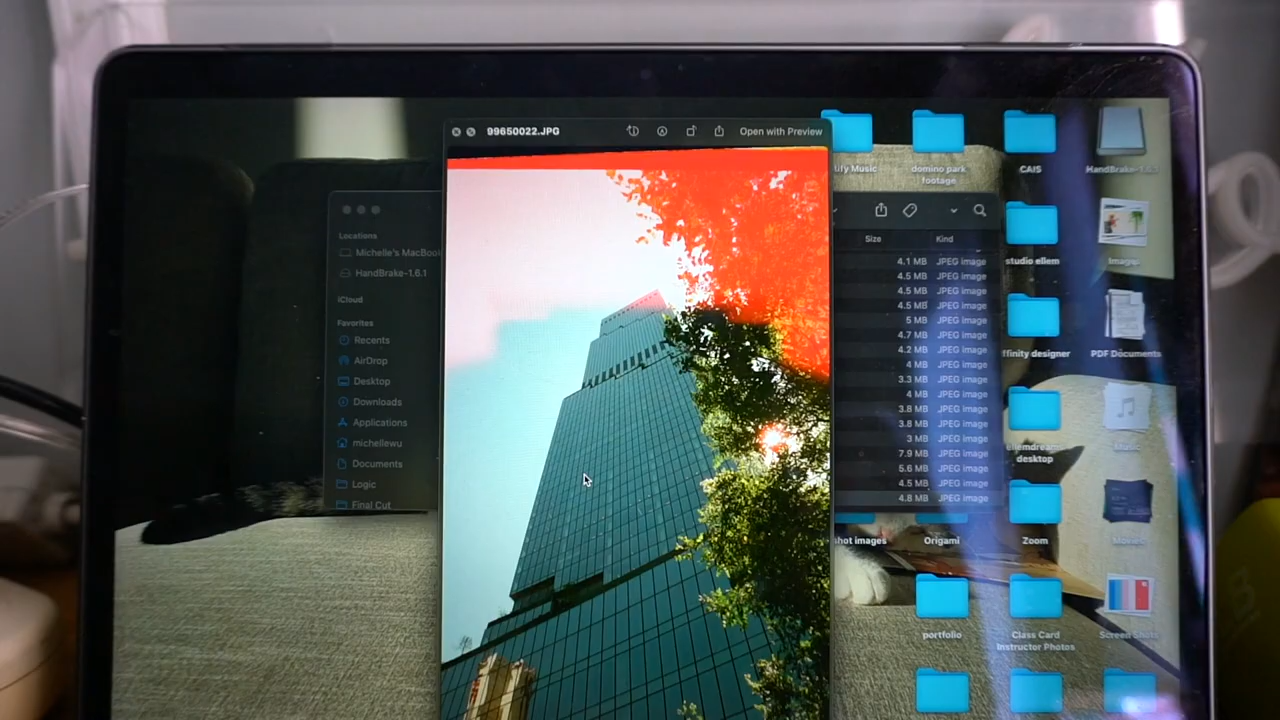 99650022.JPG
Open with Preview
Locations
Michelle's MacBook
HandBrake-1.6.1
iCloud
Favorites
Recents
AirDrop
Desktop
Downloads
Applications
michellewu
Documents
Logic
Final Cut
Size Kind
4.1 MB JPEG image
4.5 MB JPEG image
4.5 MB JPEG image
4.5 MB JPEG image
5 MB JPEG image
4.7 MB JPEG image
4.2 MB JPEG image
4 MB JPEG image
3.3 MB JPEG image
4 MB JPEG image
3.8 MB JPEG image
3.8 MB JPEG image
3 MB JPEG image
7.9 MB JPEG image
5.6 MB JPEG image
4.5 MB JPEG image
4.8 MB JPEG image
ify Music
domino park
footage
CAIS
HandBrake-1.6.1
studio ellem
Images
ffinity designer
PDF Documents
ellemdream
desktop
Music
shot images
Origami
Zoom
Movies
portfolio
Class Card
Instructor Photos
Screen Shots